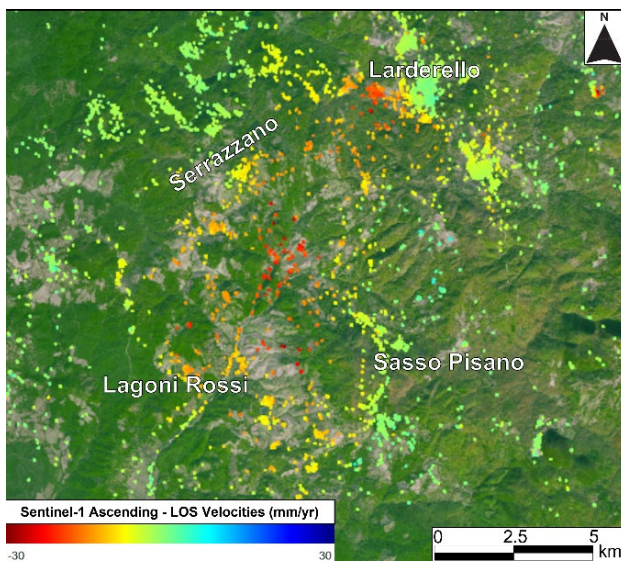 N
Larderello
Serrazzano
Sasso Pisano
Lagoni Rossi
Sentinel-1 Ascending - LOS Velocities (mm/yr)
-30 30
0 2.5 5
km